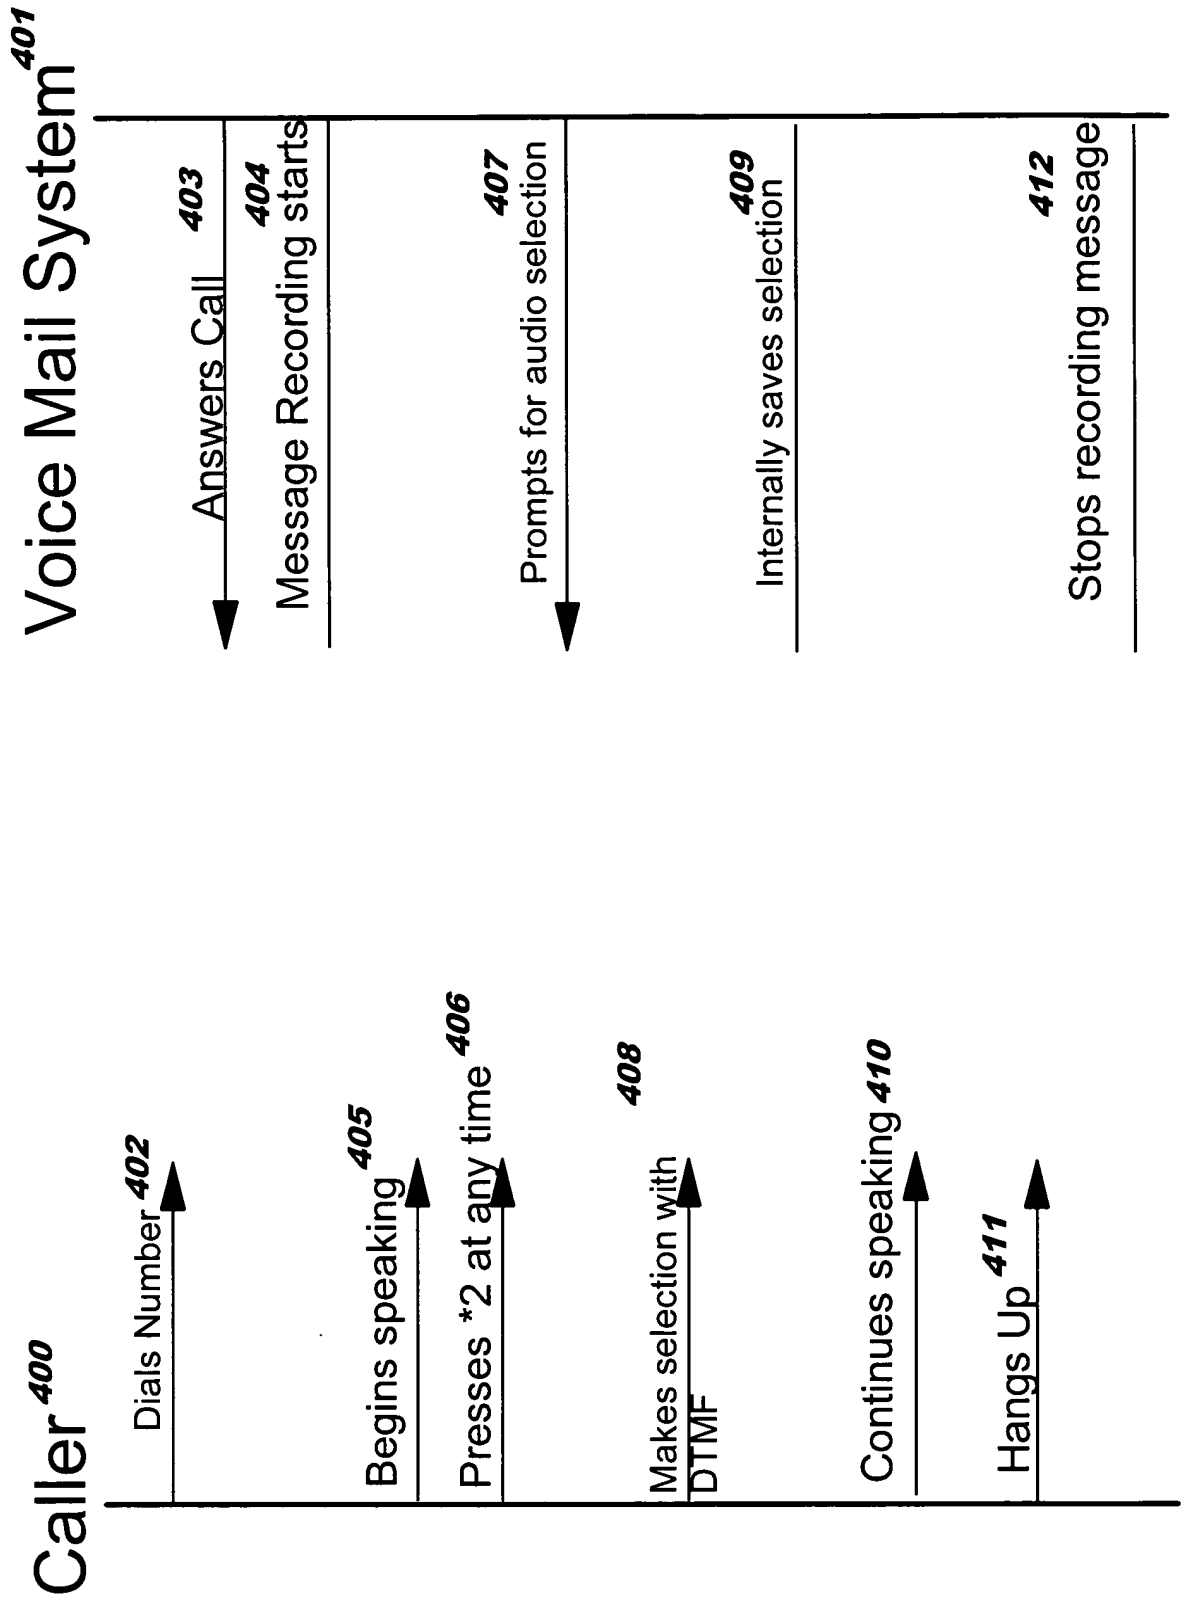 Caller 400
Voice Mail System 401
Dials Number 402
403
Answers Call
404
Message Recording starts
405
Begins speaking
406
Presses *2 at any time
407
Prompts for audio selection
408
Makes selection with
DTMF
409
Internally saves selection
Continues speaking 410
411
Hangs Up
412
Stops recording message